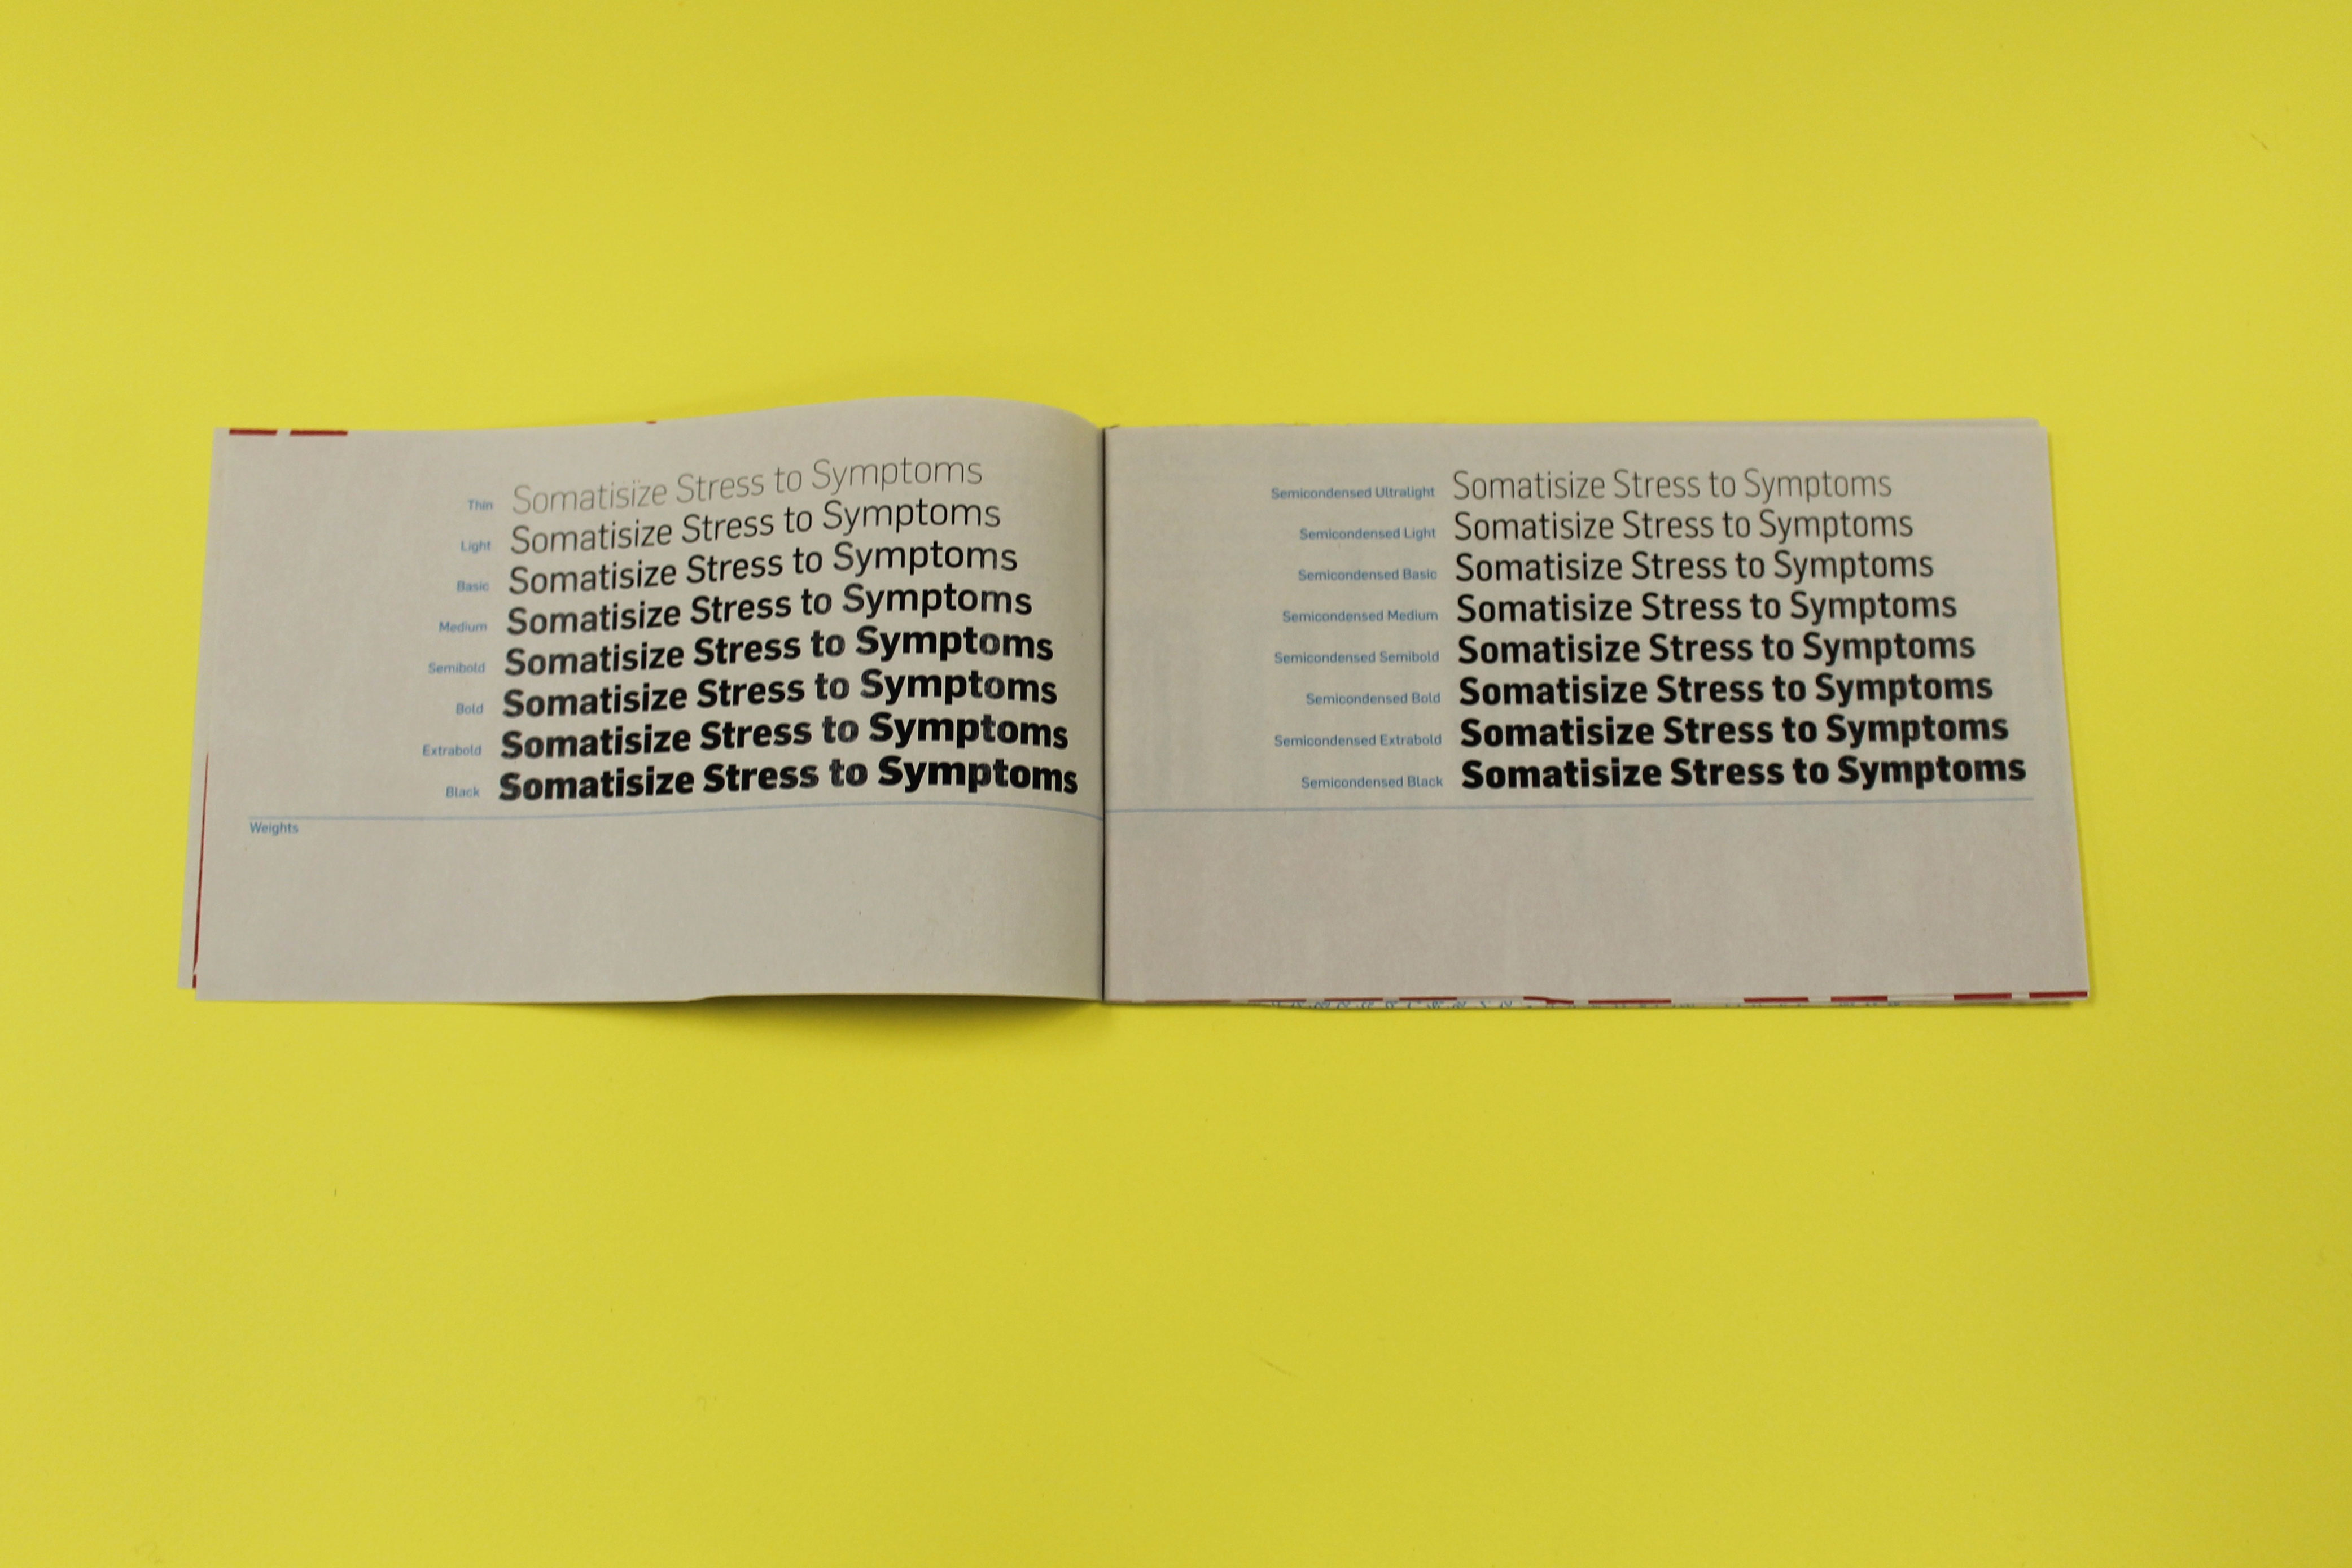 Thin Somatisize Stress to Symptoms
Light Somatisize Stress to Symptoms
Basic Somatisize Stress to Symptoms
Medium Somatisize Stress to Symptoms
Semibold Somatisize Stress to Symptoms
Bold Somatisize Stress to Symptoms
Extrabold Somatisize Stress to Symptoms
Black Somatisize Stress to Symptoms
Weights
Semicondensed Ultralight Somatisize Stress to Symptoms
Semicondensed Light Somatisize Stress to Symptoms
Semicondensed Basic Somatisize Stress to Symptoms
Semicondensed Medium Somatisize Stress to Symptoms
Semicondensed Semibold Somatisize Stress to Symptoms
Semicondensed Bold Somatisize Stress to Symptoms
Semicondensed Extrabold Somatisize Stress to Symptoms
Semicondensed Black Somatisize Stress to Symptoms